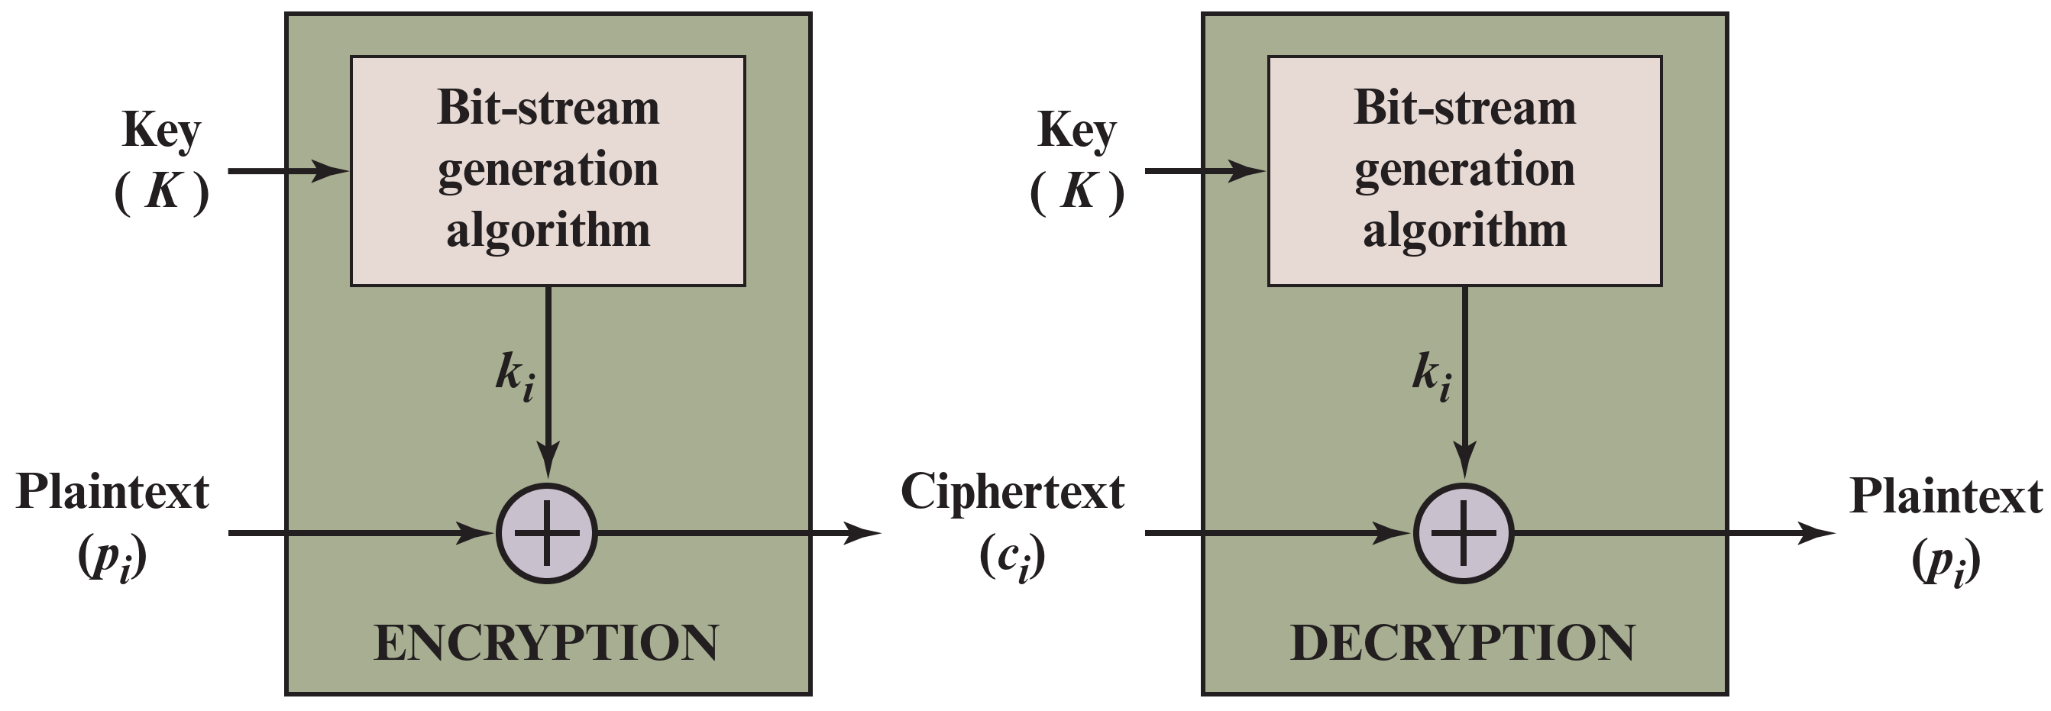 Key
( K )
Bit-stream
generation
algorithm
k_i
Plaintext
(p_i)
ENCRYPTION
Ciphertext
(c_i)
Key
( K )
Bit-stream
generation
algorithm
k_i
Plaintext
(p_i)
DECRYPTION